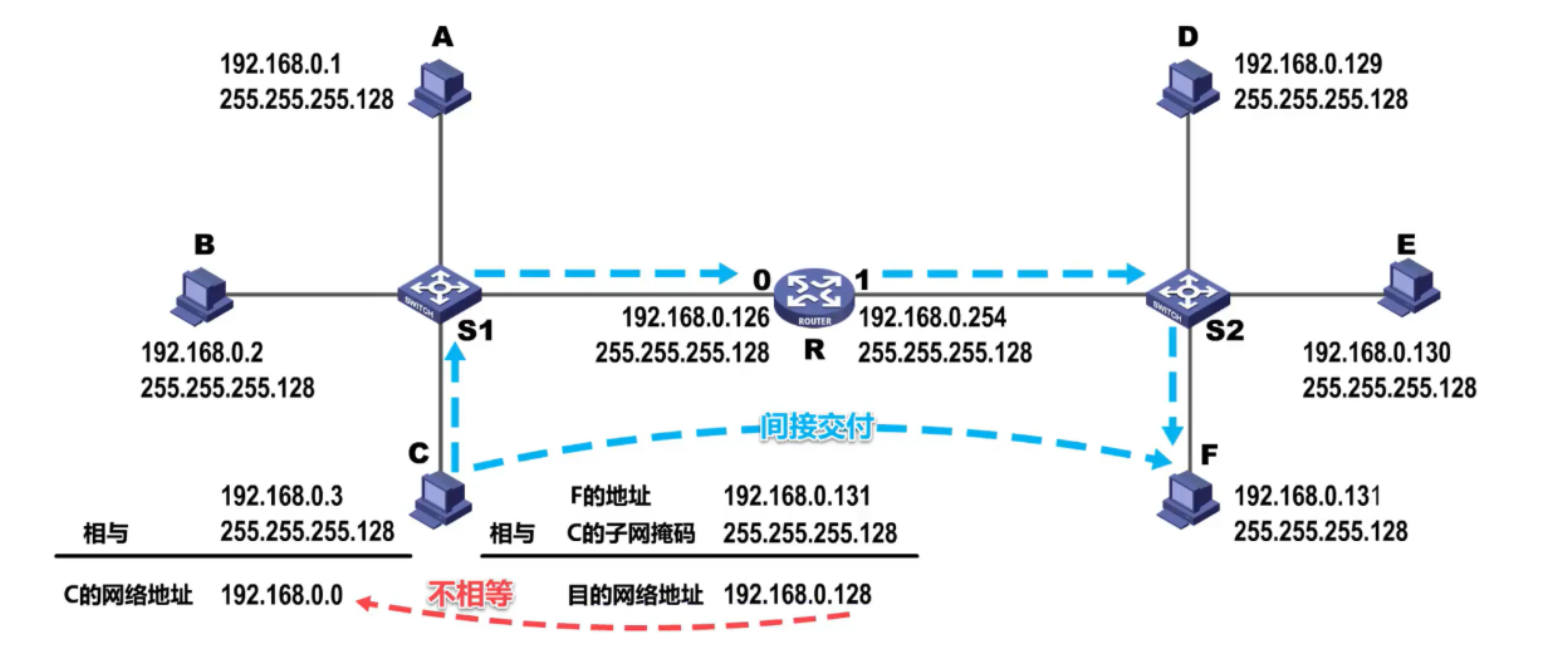 A
192.168.0.1
255.255.255.128
D
192.168.0.129
255.255.255.128
B
192.168.0.2
255.255.255.128
SWITCH
S1
0
1
192.168.0.126
255.255.255.128
ROUTER
R
192.168.0.254
255.255.255.128
SWITCH
S2
E
192.168.0.130
255.255.255.128
间接交付
C
192.168.0.3
相与 255.255.255.128
C的网络地址 192.168.0.0
F的地址 192.168.0.131
相与 C的子网掩码 255.255.255.128
不相等
目的网络地址 192.168.0.128
F
192.168.0.131
255.255.255.128